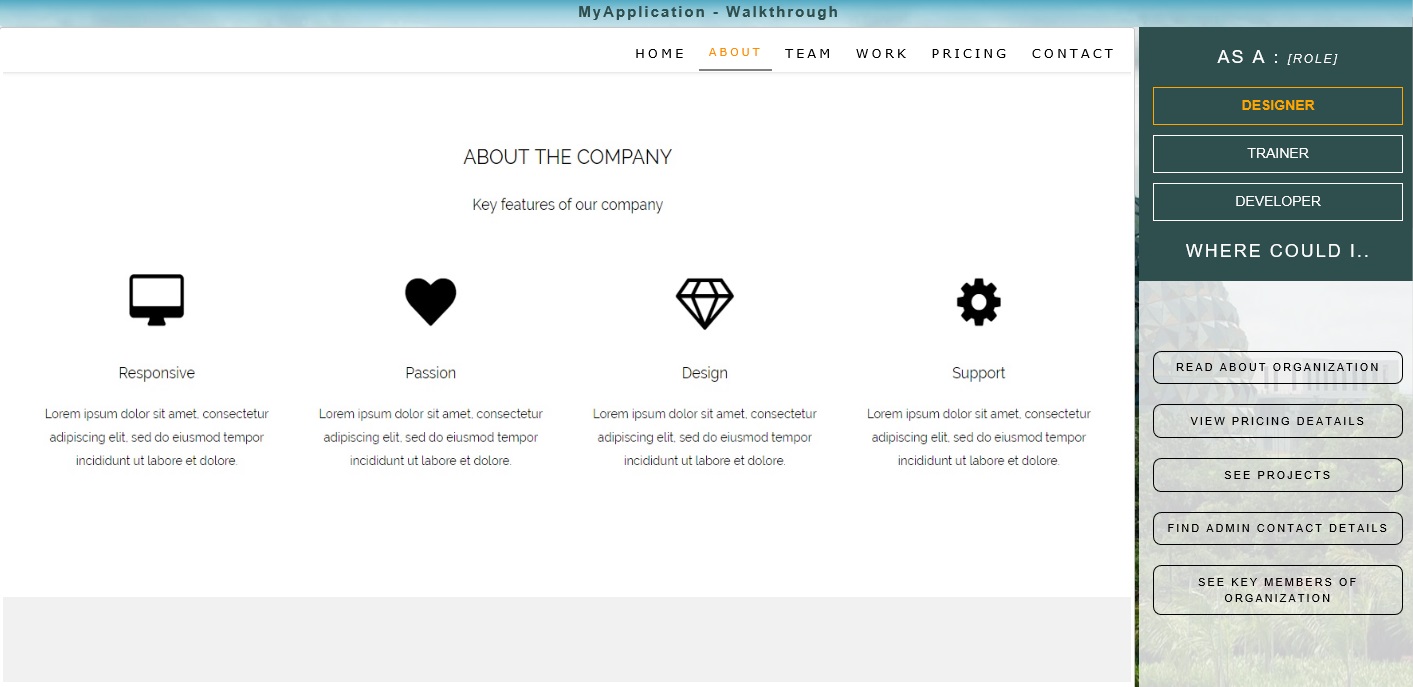 MyApplication - Walkthrough
HOME ABOUT TEAM WORK PRICING CONTACT
ABOUT THE COMPANY
Key features of our company
Responsive
Lorem ipsum dolor sit amet, consectetur
adipiscing elit, sed do eiusmod tempor
incididunt ut labore et dolore.
Passion
Lorem ipsum dolor sit amet, consectetur
adipiscing elit, sed do eiusmod tempor
incididunt ut labore et dolore.
Design
Lorem ipsum dolor sit amet, consectetur
adipiscing elit, sed do eiusmod tempor
incididunt ut labore et dolore.
Support
Lorem ipsum dolor sit amet, consectetur
adipiscing elit, sed do eiusmod tempor
incididunt ut labore et dolore.
AS A : [ROLE]
DESIGNER
TRAINER
DEVELOPER
WHERE COULD I..
READ ABOUT ORGANIZATION
VIEW PRICING DEATAILS
SEE PROJECTS
FIND ADMIN CONTACT DETAILS
SEE KEY MEMBERS OF
ORGANIZATION